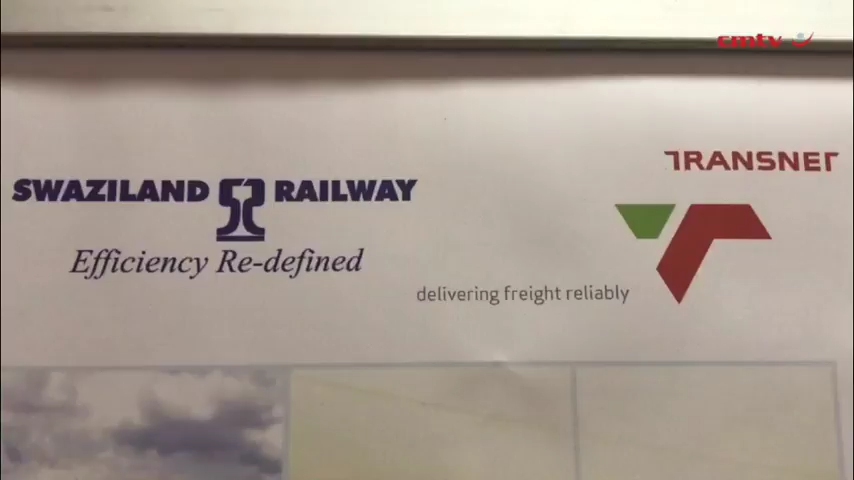 cmtv
TRANSNET
SWAZILAND RAILWAY
Efficiency Re-defined
delivering freight reliably